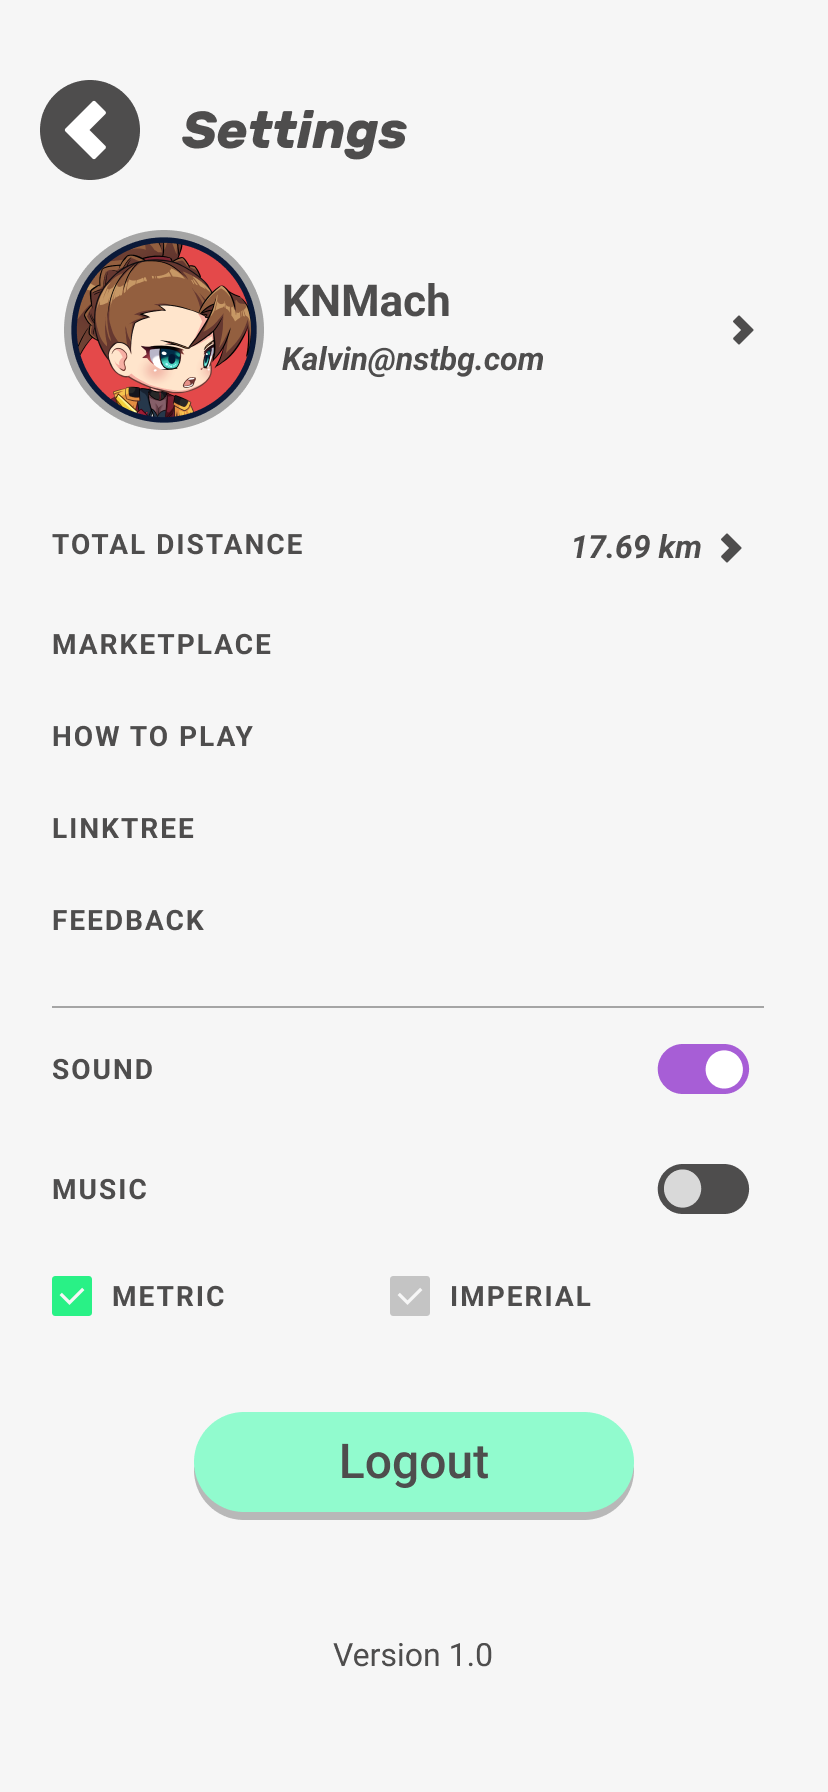 Settings
KNMach
Kalvin@nstbg.com
TOTAL DISTANCE 17.69 km
MARKETPLACE
HOW TO PLAY
LINKTREE
FEEDBACK
SOUND
MUSIC
METRIC IMPERIAL
Logout
Version 1.0